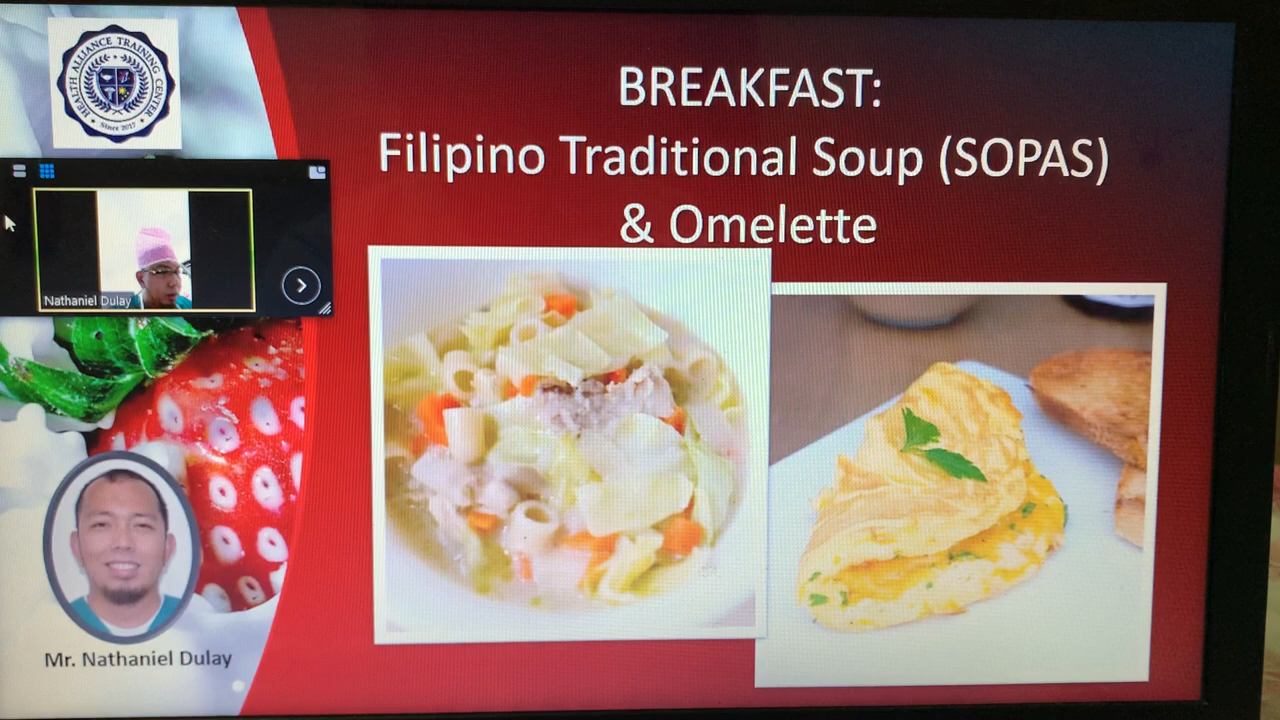 HEALTH ALLIANCE TRAINING CENTER
Since 2017
BREAKFAST:
Filipino Traditional Soup (SOPAS)
& Omelette
Nathaniel Dulay
Mr. Nathaniel Dulay